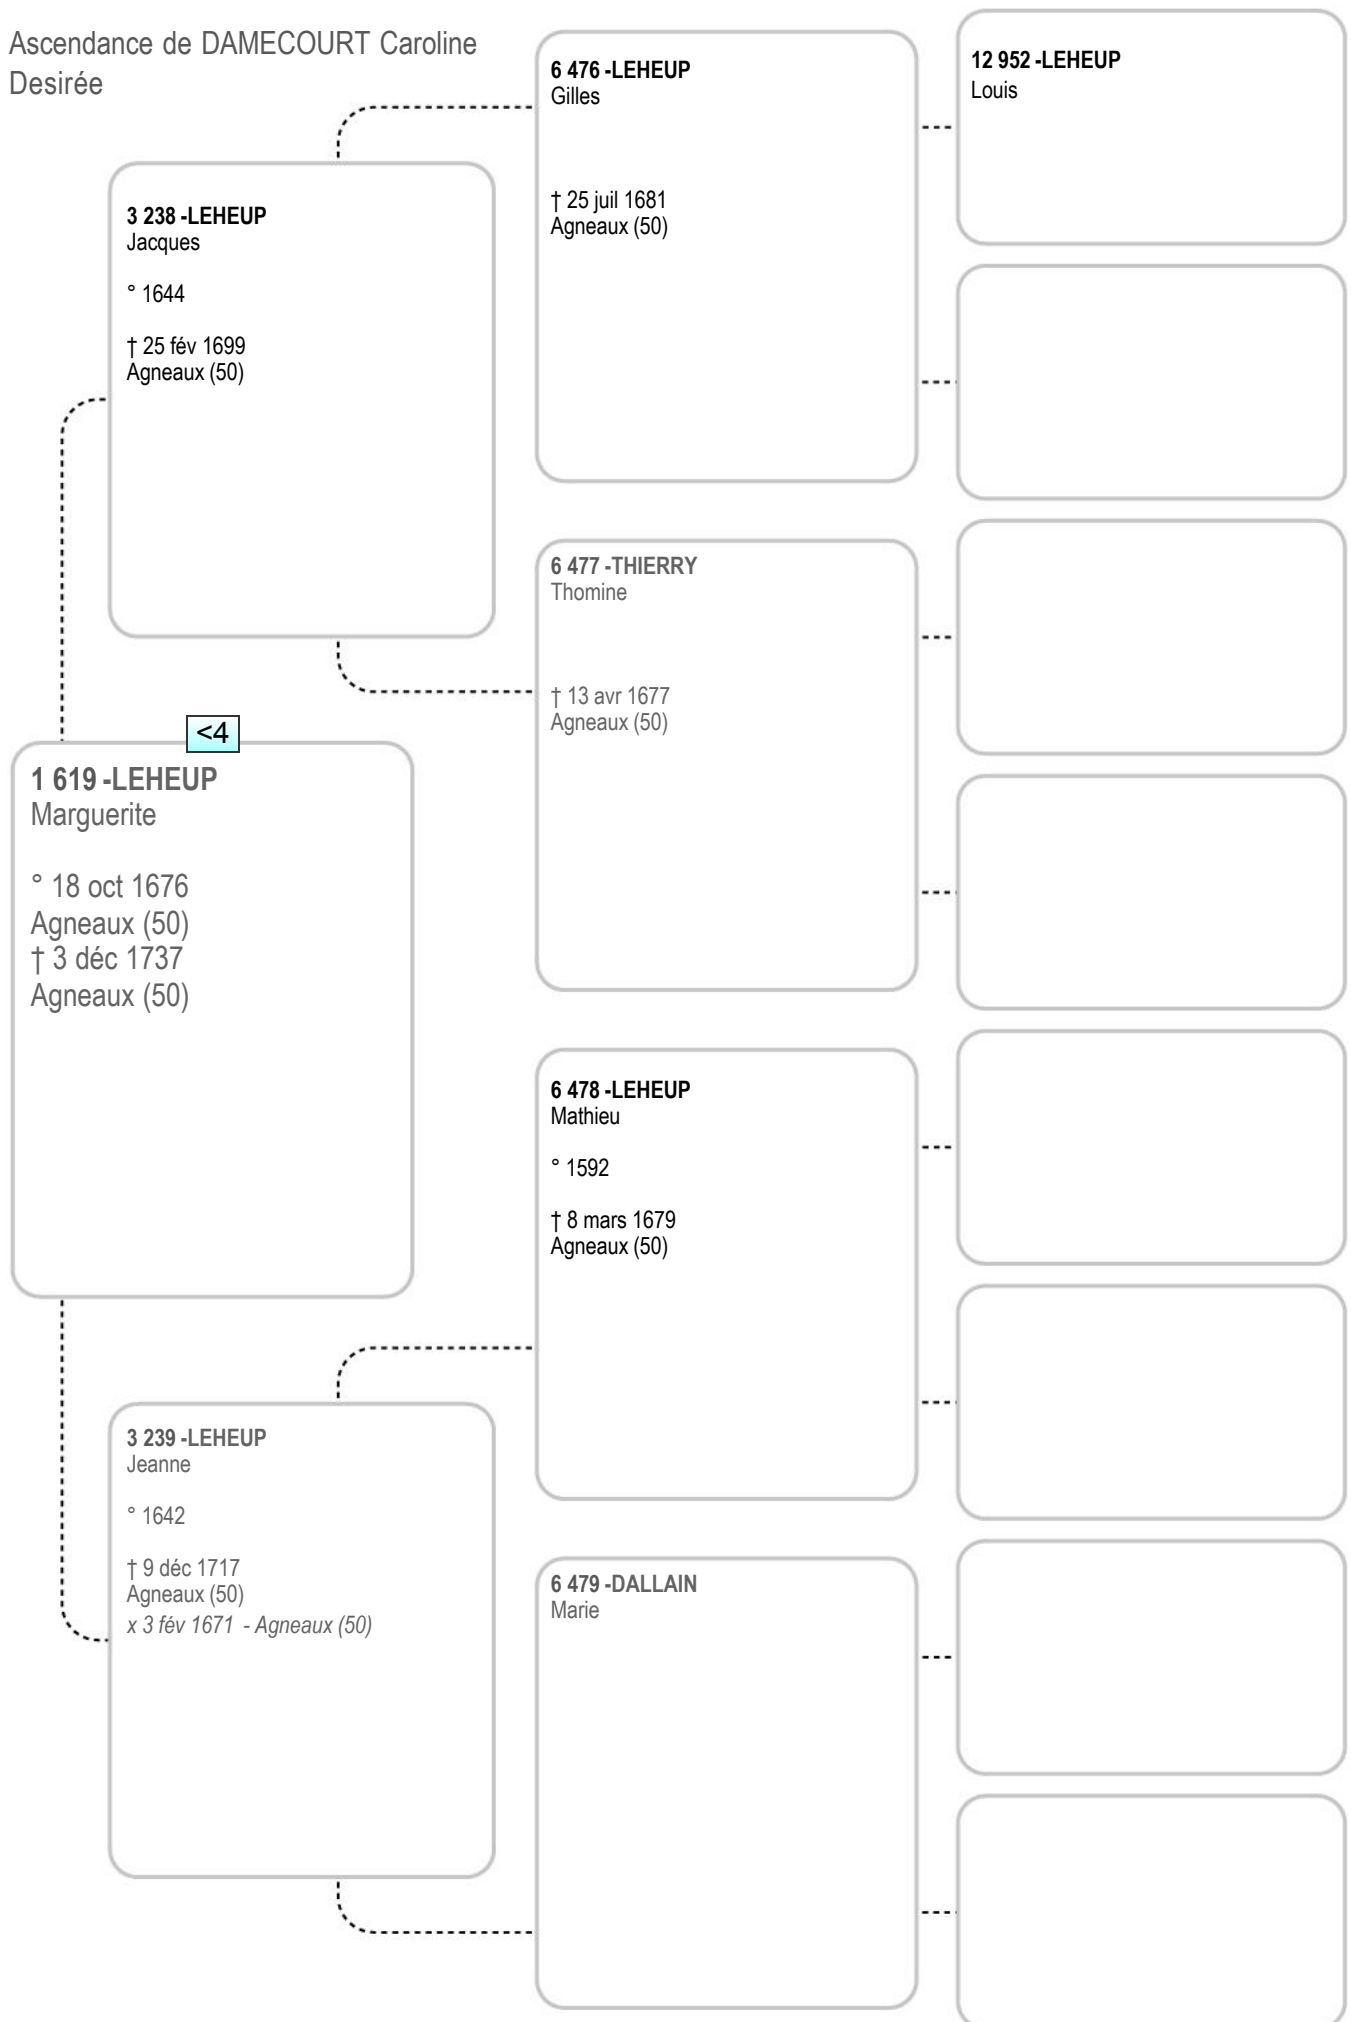 Ascendance de DAMECOURT Caroline
Desirée
6 476 -LEHEUP
Gilles
† 25 juil 1681
Agneaux (50)
12 952 -LEHEUP
Louis
3 238 -LEHEUP
Jacques
° 1644
† 25 fév 1699
Agneaux (50)
6 477 -THIERRY
Thomine
† 13 avr 1677
Agneaux (50)
<4
1 619 -LEHEUP
Marguerite
° 18 oct 1676
Agneaux (50)
† 3 déc 1737
Agneaux (50)
6 478 -LEHEUP
Mathieu
° 1592
† 8 mars 1679
Agneaux (50)
3 239 -LEHEUP
Jeanne
° 1642
† 9 déc 1717
Agneaux (50)
x 3 fév 1671 - Agneaux (50)
6 479 -DALLAIN
Marie